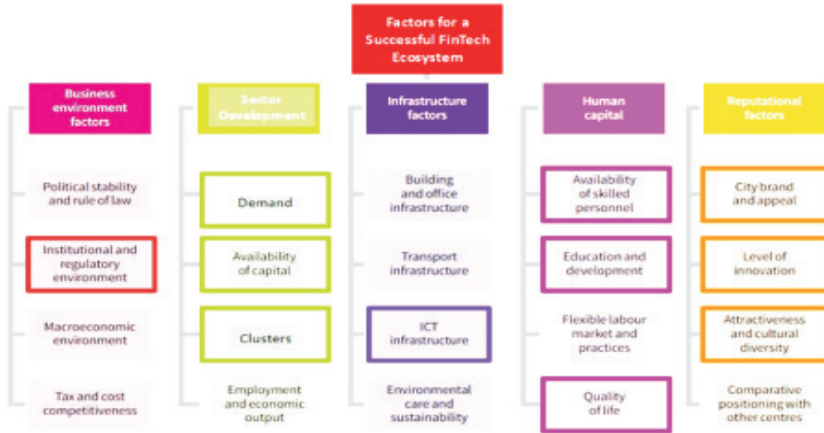 Factors for a
Successful FinTech
Ecosystem
Business
environment
factors
Sector
Development
Infrastructure
factors
Human
capital
Reputational
factors
Political stability
and rule of law
Demand
Building
and office
infrastructure
Availability
of skilled
personnel
City brand
and appeal
Institutional and
regulatory
environment
Availability
of capital
Transport
infrastructure
Education and
development
Level of
innovation
Macroeconomic
environment
Clusters
ICT
infrastructure
Flexible labour
market and
practices
Attractiveness
and cultural
diversity
Tax and cost
competitiveness
Employment
and economic
output
Environmental
care and
sustainability
Quality
of life
Comparative
positioning with
other centres